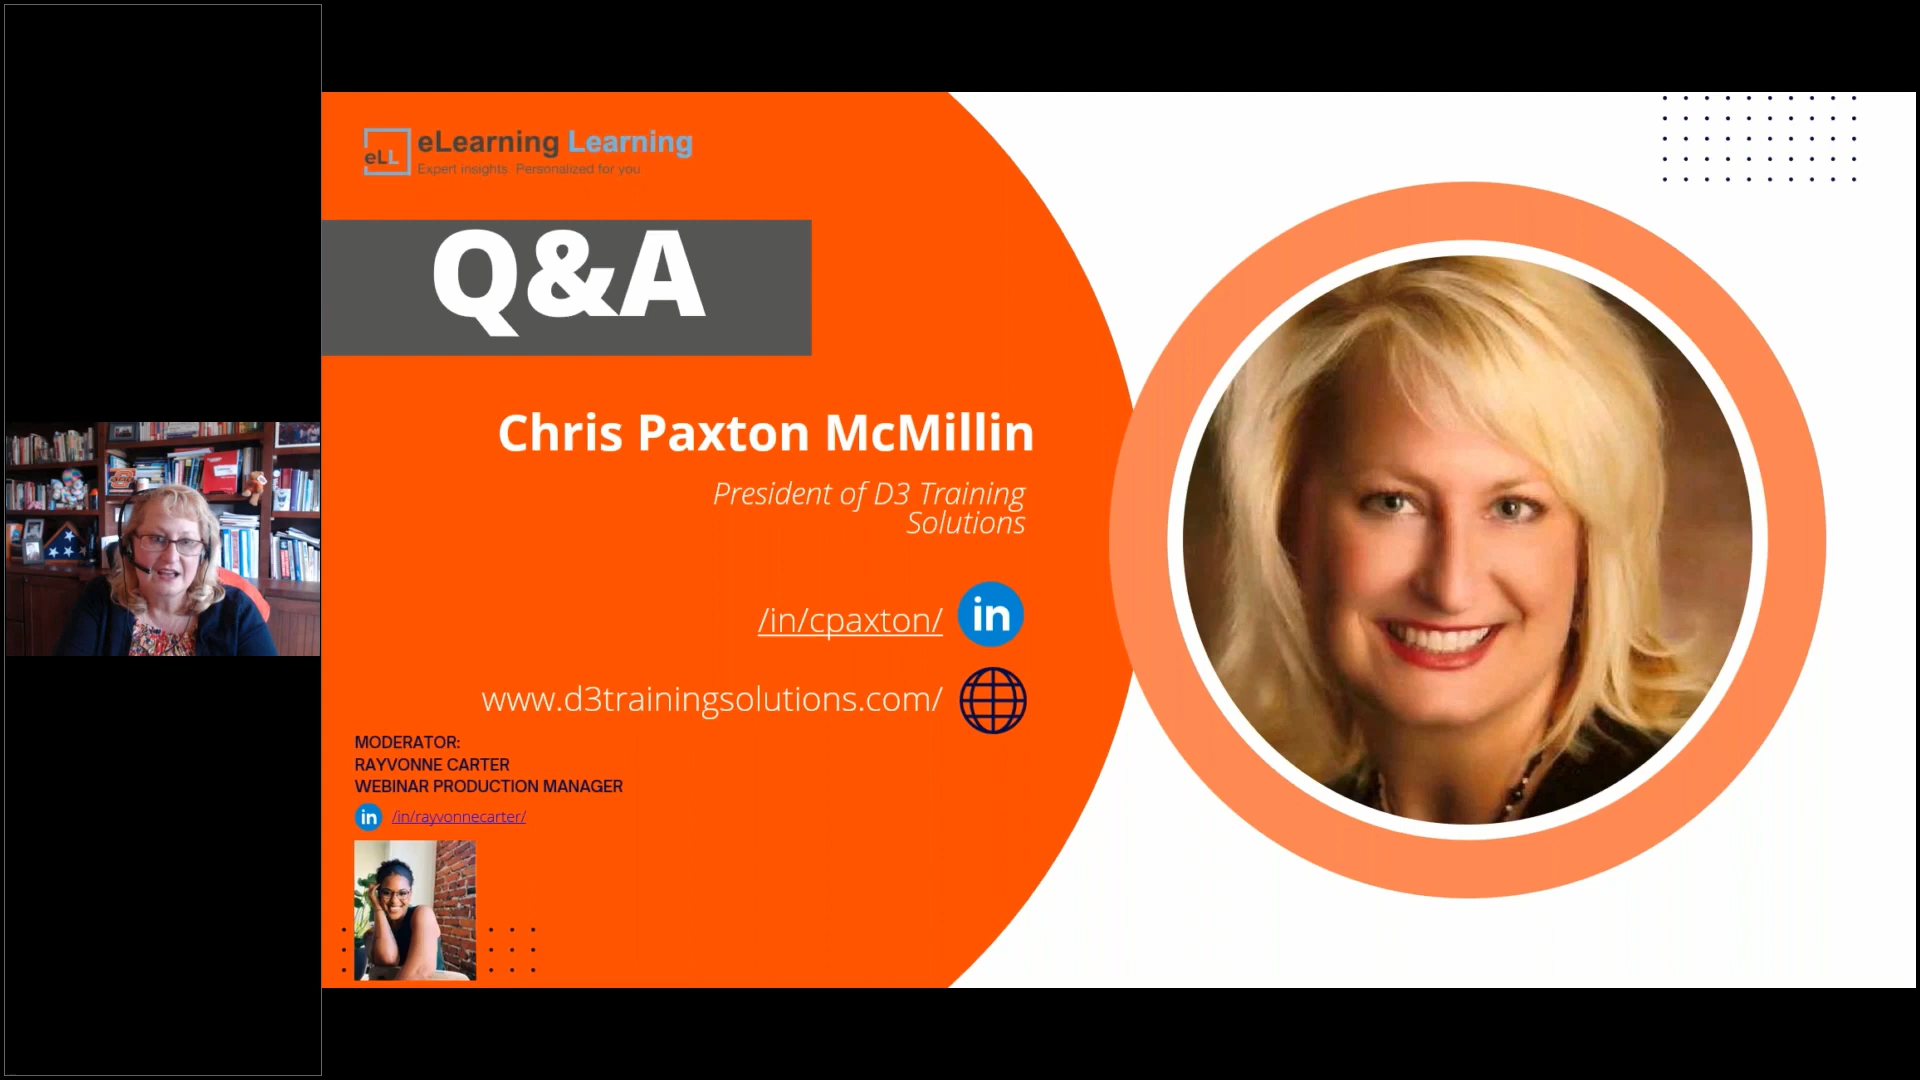 eLL
eLearning Learning
Expert insights. Personalized for you
Q&A
Chris Paxton McMillin
President of D3 Training
Solutions
/in/cpaxton/
in
www.d3trainingsolutions.com/
MODERATOR:
RAYVONNE CARTER
WEBINAR PRODUCTION MANAGER
in
/in/rayvonnecarter/